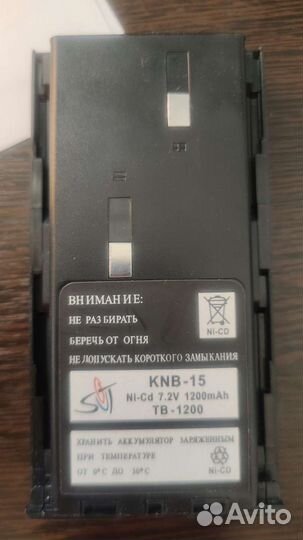 ВНИМАНИЕ:
НЕ РАЗБИРАТЬ
БЕРЕЧЬ ОТ ОГНЯ
НЕ ДОПУСКАТЬ КОРОТКОГО ЗАМЫКАНИЯ
Ni-CD
KNB-15
Ni-Cd 7.2V 1200mAh
TB-1200
ХРАНИТЬ АККУМУЛЯТОР ЗАРЯЖЕННЫМ
ПРИ ТЕМПЕРАТУРЕ
ОТ 0°С ДО 30°С
Ni-CD
Avito